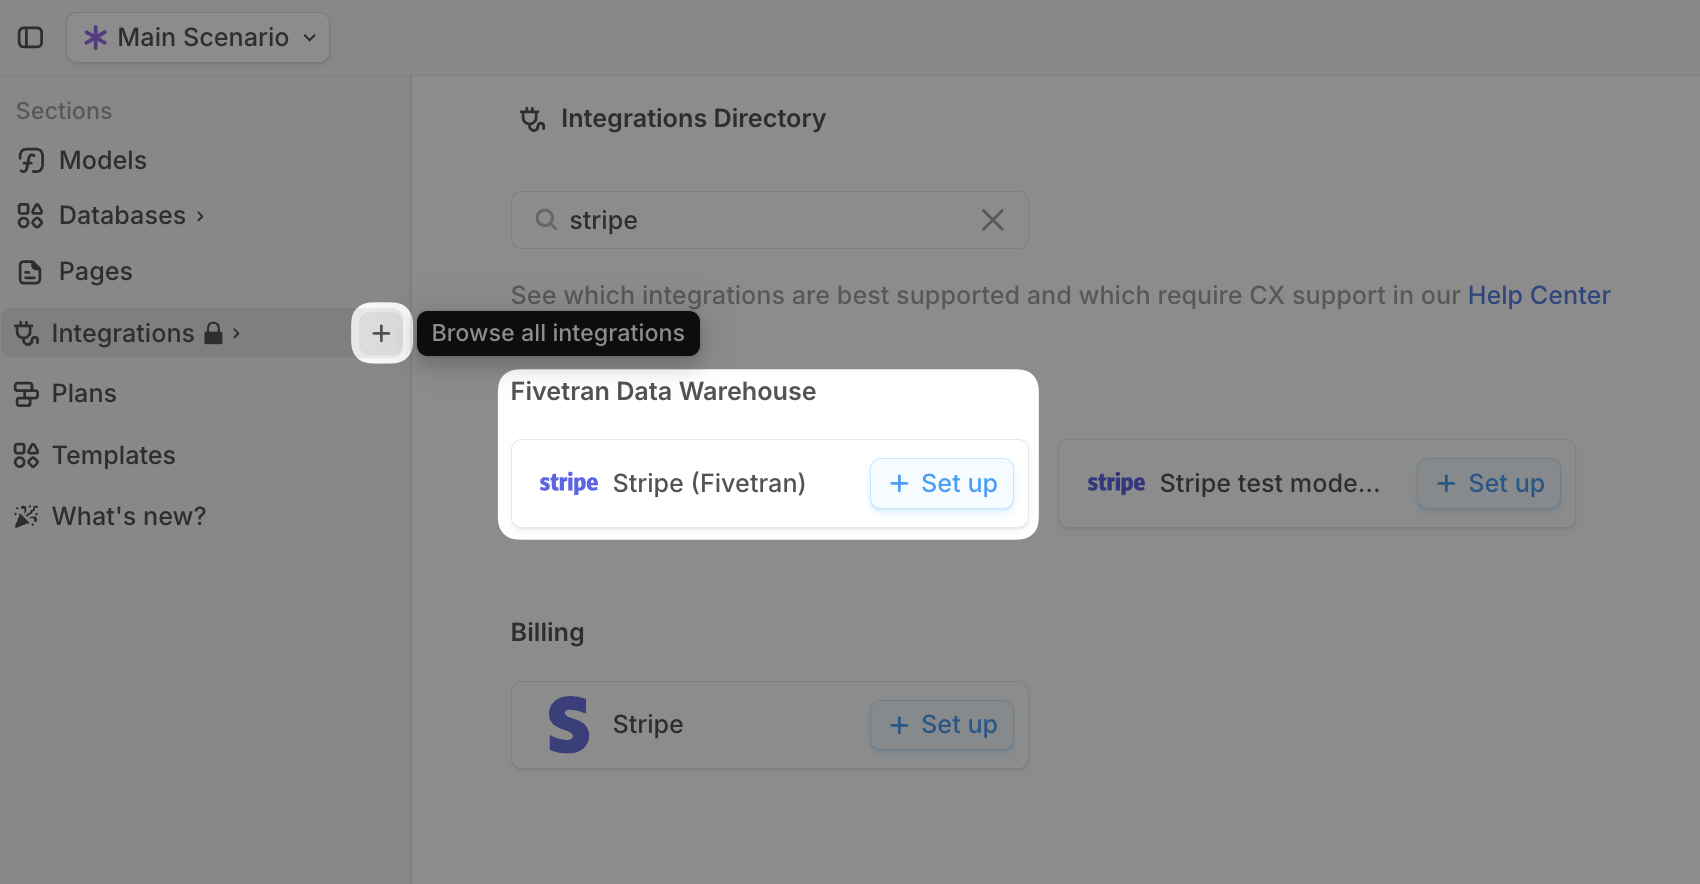 Main Scenario
Sections
Models
Databases
Pages
Integrations
Plans
Templates
What's new?
Integrations Directory
stripe
See which integrations are best supported and which require CX support in our Help Center
Browse all integrations
Fivetran Data Warehouse
stripe Stripe (Fivetran) + Set up
stripe Stripe test mode... + Set up
Billing
S Stripe + Set up